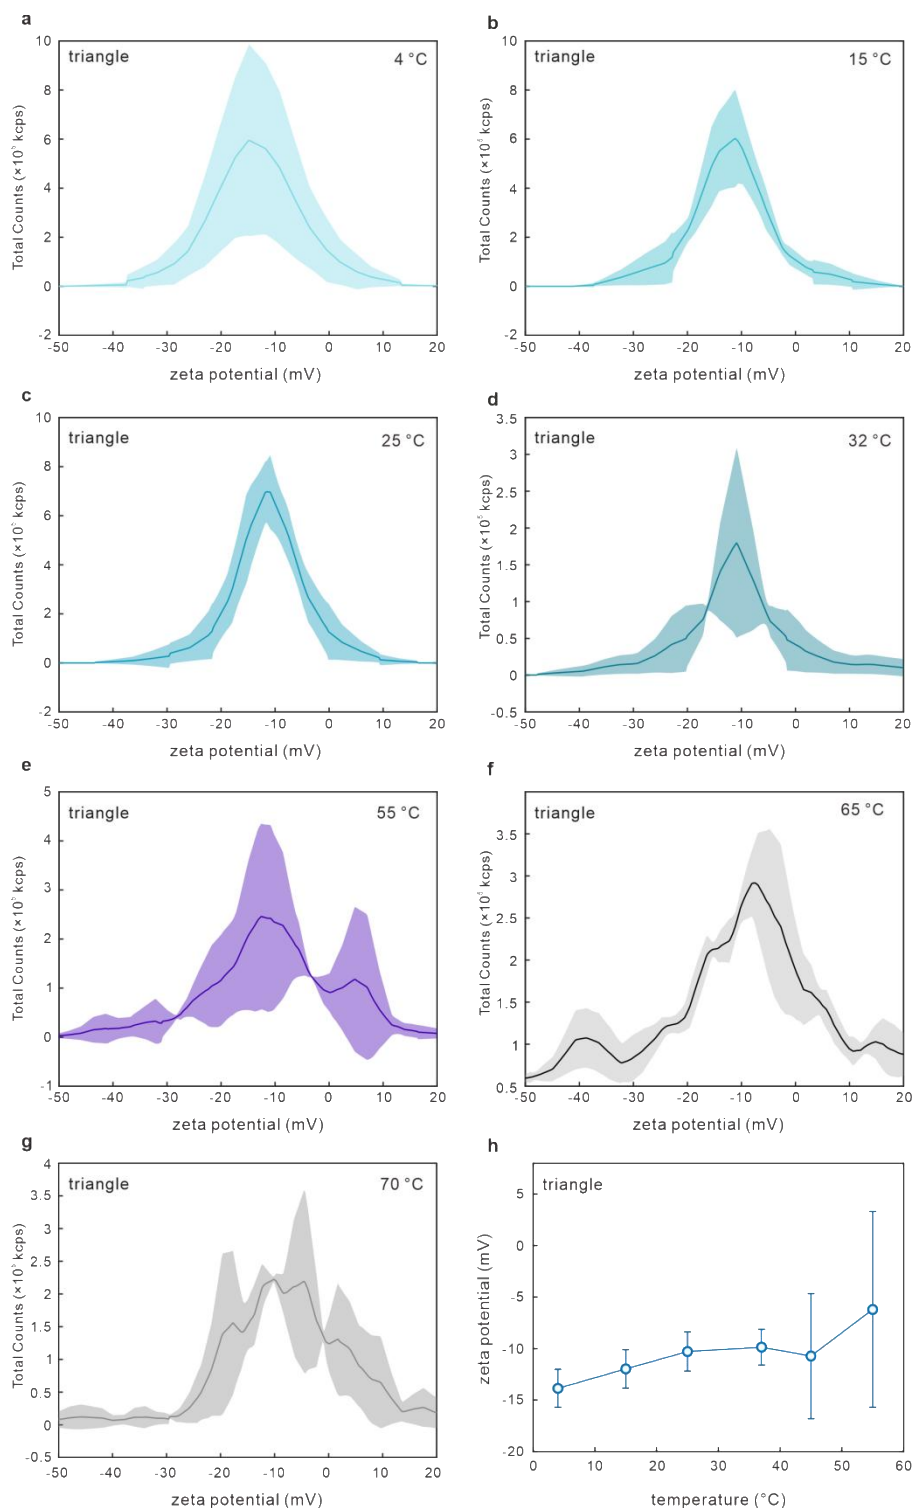 a
triangle
4 °C
10
8
6
4
2
0
-2
-50 -40 -30 -20 -10 0 10 20
Total Counts (×10⁵ kcps)
zeta potential (mV)
b
triangle
15 °C
10
8
6
4
2
0
-2
-50 -40 -30 -20 -10 0 10 20
Total Counts (×10⁵ kcps)
zeta potential (mV)
c
triangle
25 °C
10
8
6
4
2
0
-2
-50 -40 -30 -20 -10 0 10 20
Total Counts (×10⁵ kcps)
zeta potential (mV)
d
triangle
32 °C
3.5
3
2.5
2
1.5
1
0.5
0
-0.5
-50 -40 -30 -20 -10 0 10 20
Total Counts (×10⁵ kcps)
zeta potential (mV)
e
triangle
55 °C
5
4
3
2
1
0
-1
-50 -40 -30 -20 -10 0 10 20
Total Counts (×10⁵ kcps)
zeta potential (mV)
f
triangle
65 °C
4
3.5
3
2.5
2
1.5
1
0.5
-50 -40 -30 -20 -10 0 10 20
Total Counts (×10⁵ kcps)
zeta potential (mV)
g
triangle
70 °C
4
3.5
3
2.5
2
1.5
1
0.5
0
-0.5
-50 -40 -30 -20 -10 0 10 20
Total Counts (×10⁵ kcps)
zeta potential (mV)
h
triangle
5
0
-5
-10
-15
-20
0 10 20 30 40 50 60
zeta potential (mV)
temperature (°C)